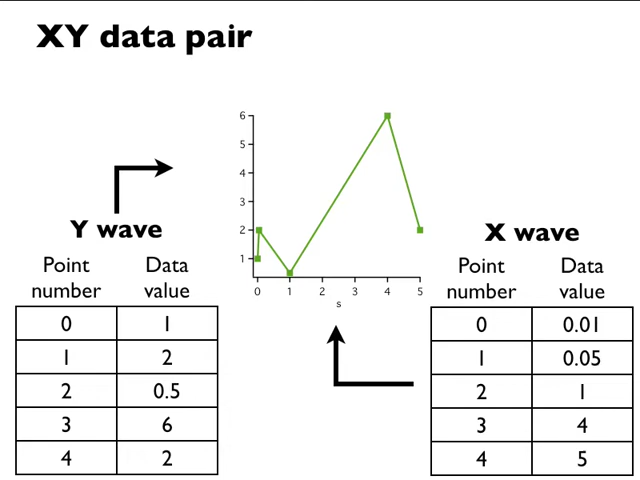 XY data pair
6
5
4
3
2
1
0 1 2 3 4 5
s
Y wave
Point number Data value
0 1
1 2
2 0.5
3 6
4 2
X wave
Point number Data value
0 0.01
1 0.05
2 1
3 4
4 5